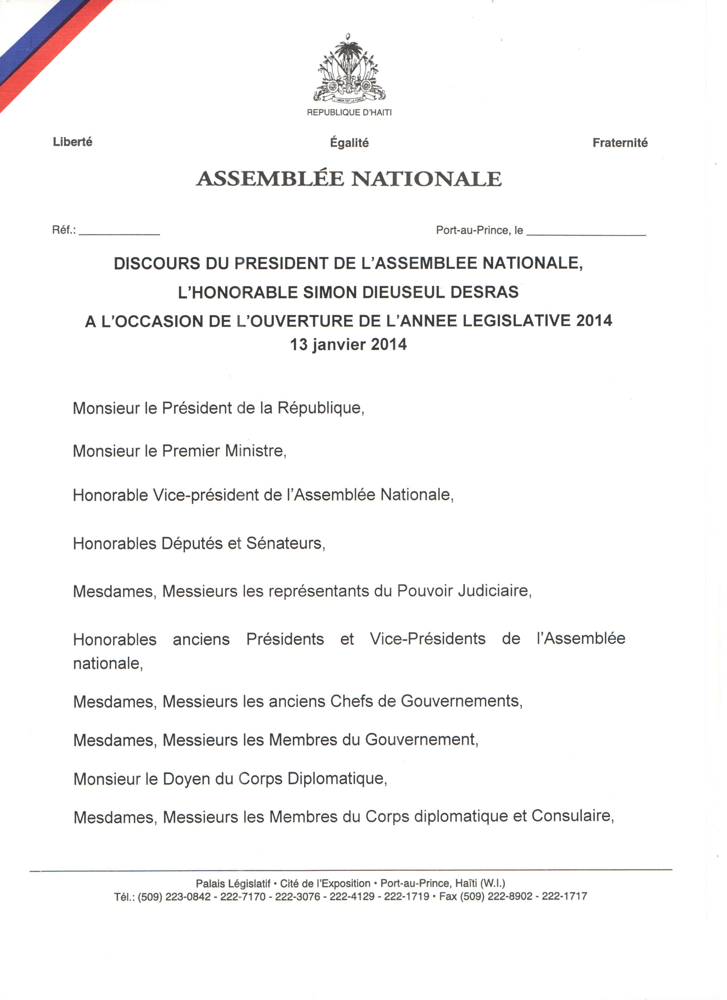 L'UNION FAIT LA FORCE
REPUBLIQUE D'HAITI
Liberté Égalité Fraternité
ASSEMBLÉE NATIONALE
Réf.: ____________ Port-au-Prince, le __________________
DISCOURS DU PRESIDENT DE L'ASSEMBLEE NATIONALE,
L'HONORABLE SIMON DIEUSEUL DESRAS
A L'OCCASION DE L'OUVERTURE DE L'ANNEE LEGISLATIVE 2014
13 janvier 2014
Monsieur le Président de la République,
Monsieur le Premier Ministre,
Honorable Vice-président de l'Assemblée Nationale,
Honorables Députés et Sénateurs,
Mesdames, Messieurs les représentants du Pouvoir Judiciaire,
Honorables anciens Présidents et Vice-Présidents de l'Assemblée
nationale,
Mesdames, Messieurs les anciens Chefs de Gouvernements,
Mesdames, Messieurs les Membres du Gouvernement,
Monsieur le Doyen du Corps Diplomatique,
Mesdames, Messieurs les Membres du Corps diplomatique et Consulaire,
Palais Législatif • Cité de l'Exposition • Port-au-Prince, Haïti (W.I.)
Tél.: (509) 223-0842 - 222-7170 - 222-3076 - 222-4129 - 222-1719 • Fax (509) 222-8902 - 222-1717